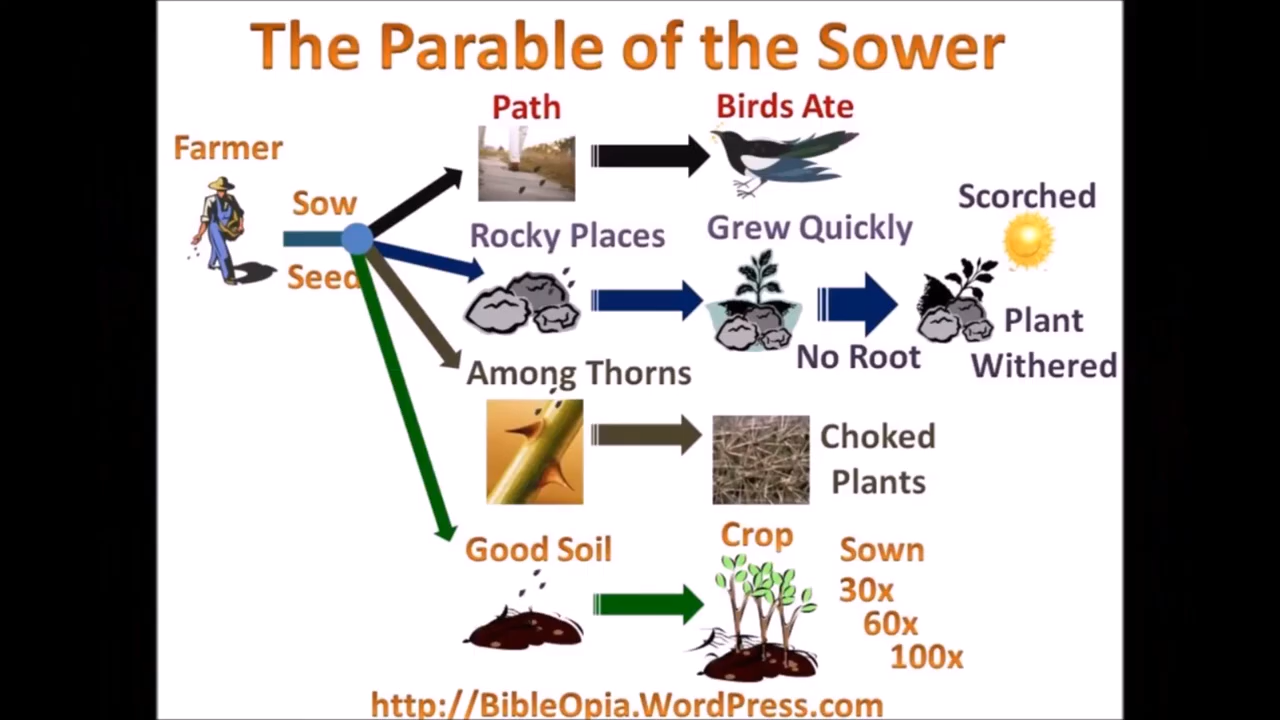 The Parable of the Sower
Farmer
Sow
Seed
Path
Birds Ate
Rocky Places
Grew Quickly
No Root
Scorched
Plant
Withered
Among Thorns
Choked
Plants
Good Soil
Crop
Sown
30x
60x
100x
http://BibleOpia.WordPress.com